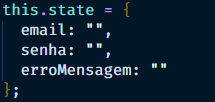 this.state = {
  email: "",
  senha: "",
  erroMensagem: ""
};